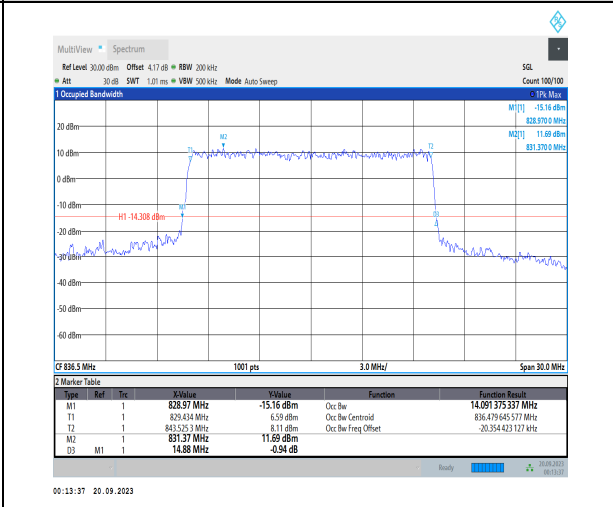 MultiView Spectrum
Ref Level 30.00 dBm Offset 4.17 dB RBW 200 kHz SGL
Att 30 dB SWT 1.01 ms VBW 500 kHz Mode Auto Sweep Count 100/100
1 Occupied Bandwidth 1Pk Max
M1[1] -15.16 dBm
828.9700 MHz
M2[1] 11.69 dBm
831.3700 MHz
20 dBm
M2
T1 T2
10 dBm
0 dBm
-10 dBm
M1
D3
H1 -14.308 dBm
-20 dBm
-30 dBm
-40 dBm
-50 dBm
-60 dBm
CF 836.5 MHz 1001 pts 3.0 MHz/ Span 30.0 MHz
2 Marker Table
Type Ref Trc X-Value Y-Value Function Function Result
M1 1 828.97 MHz -15.16 dBm Occ Bw 14.091 375 337 MHz
T1 1 829.434 MHz 6.59 dBm Occ Bw Centroid 836.479 645 577 MHz
T2 1 843.525 3 MHz 8.11 dBm Occ Bw Freq Offset -20.354 423 127 kHz
M2 1 831.37 MHz 11.69 dBm
D3 M1 1 14.88 MHz -0.94 dB
Ready 20.09.2023
00:13:37
00:13:37 20.09.2023